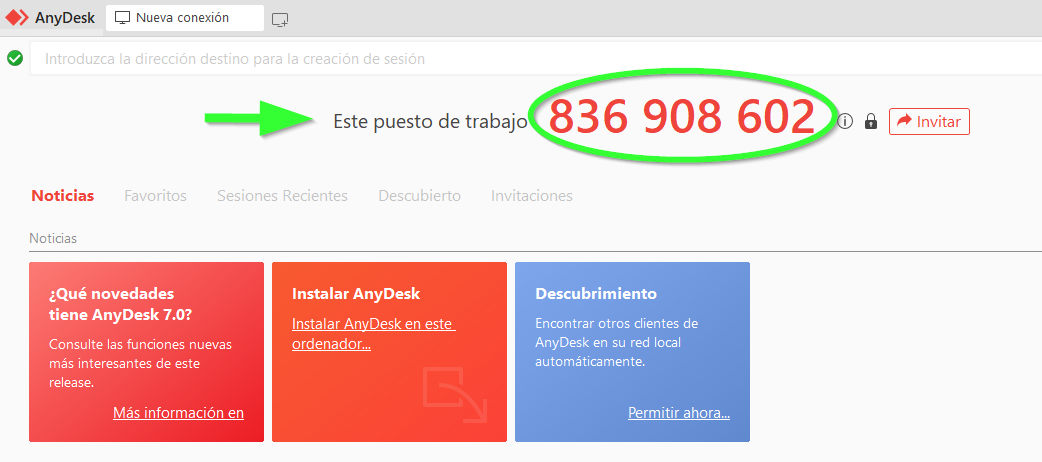 AnyDesk
Nueva conexión
Introduzca la dirección destino para la creación de sesión
Este puesto de trabajo 836 908 602 Invitar
Noticias Favoritos Sesiones Recientes Descubierto Invitaciones
Noticias
¿Qué novedades
tiene AnyDesk 7.0?
Consulte las funciones nuevas
más interesantes de este
release.
Más información en
Instalar AnyDesk
Instalar AnyDesk en este
ordenador...
Descubrimiento
Encontrar otros clientes de
AnyDesk en su red local
automáticamente.
Permitir ahora...